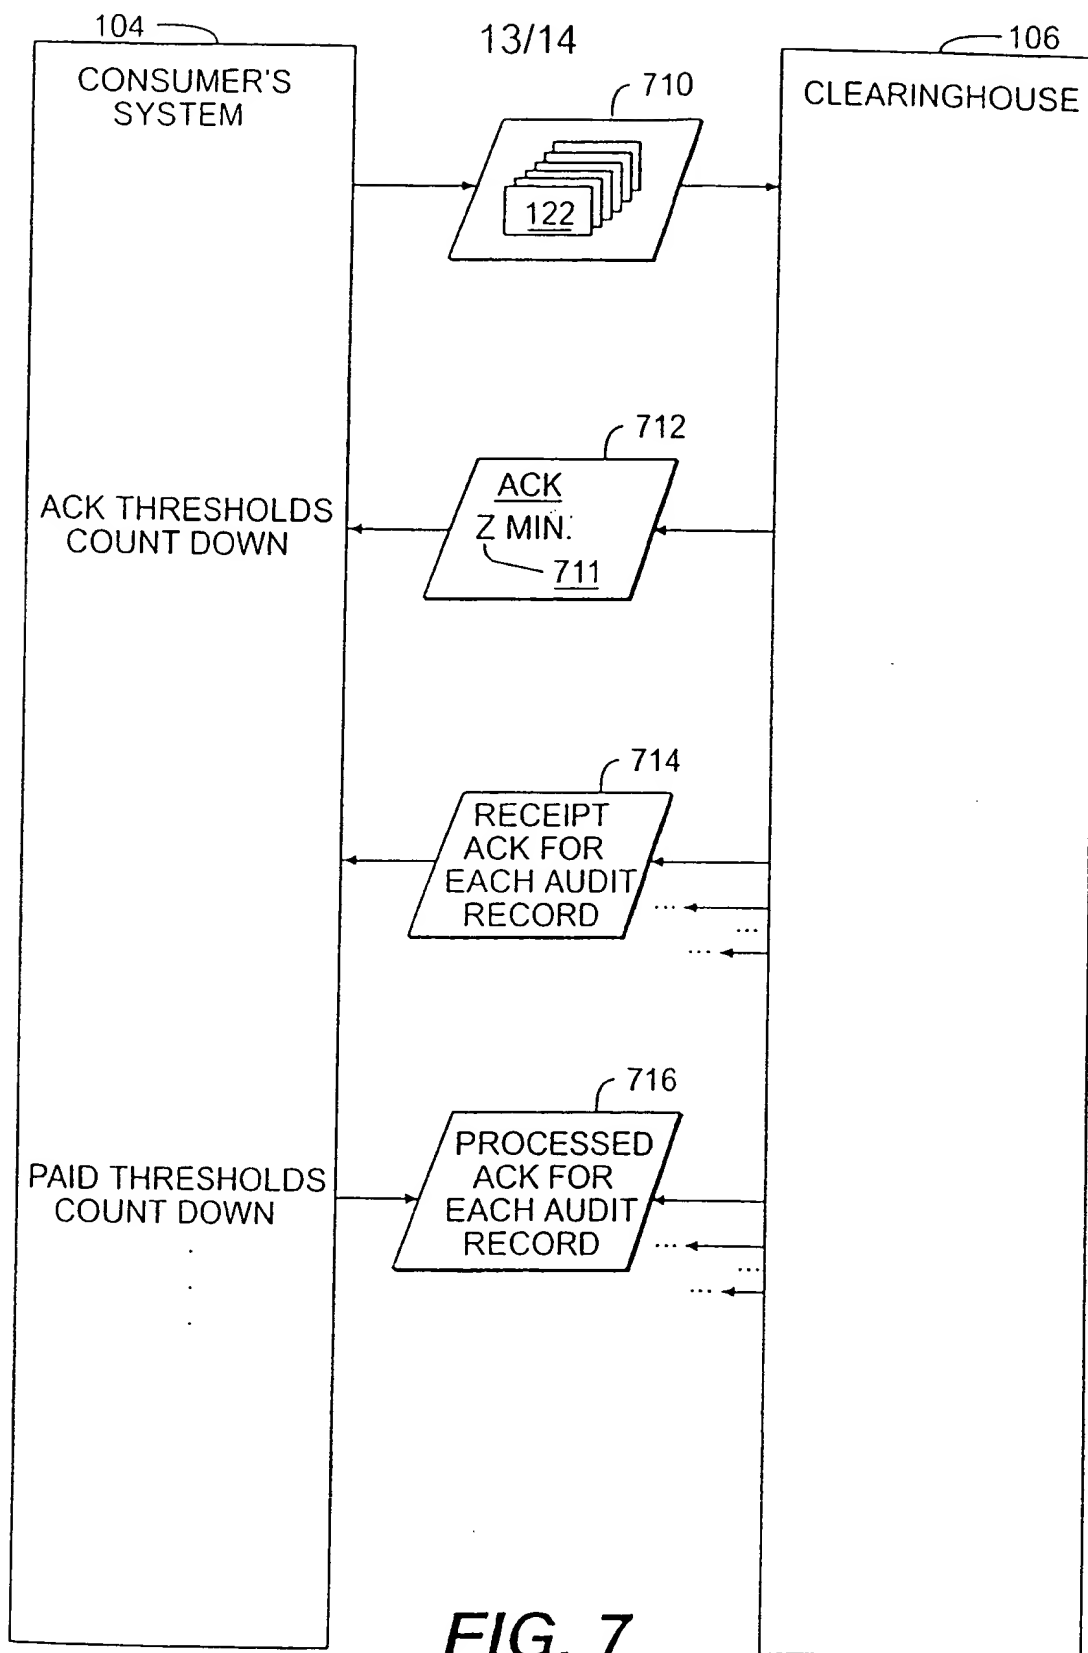 13/14
104
CONSUMER'S
SYSTEM
106
CLEARINGHOUSE
710
122
712
ACK
Z MIN.
711
ACK THRESHOLDS
COUNT DOWN
714
RECEIPT
ACK FOR
EACH AUDIT
RECORD
...
...
...
716
PROCESSED
ACK FOR
EACH AUDIT
RECORD
...
...
...
PAID THRESHOLDS
COUNT DOWN
.
.
.
FIG. 7